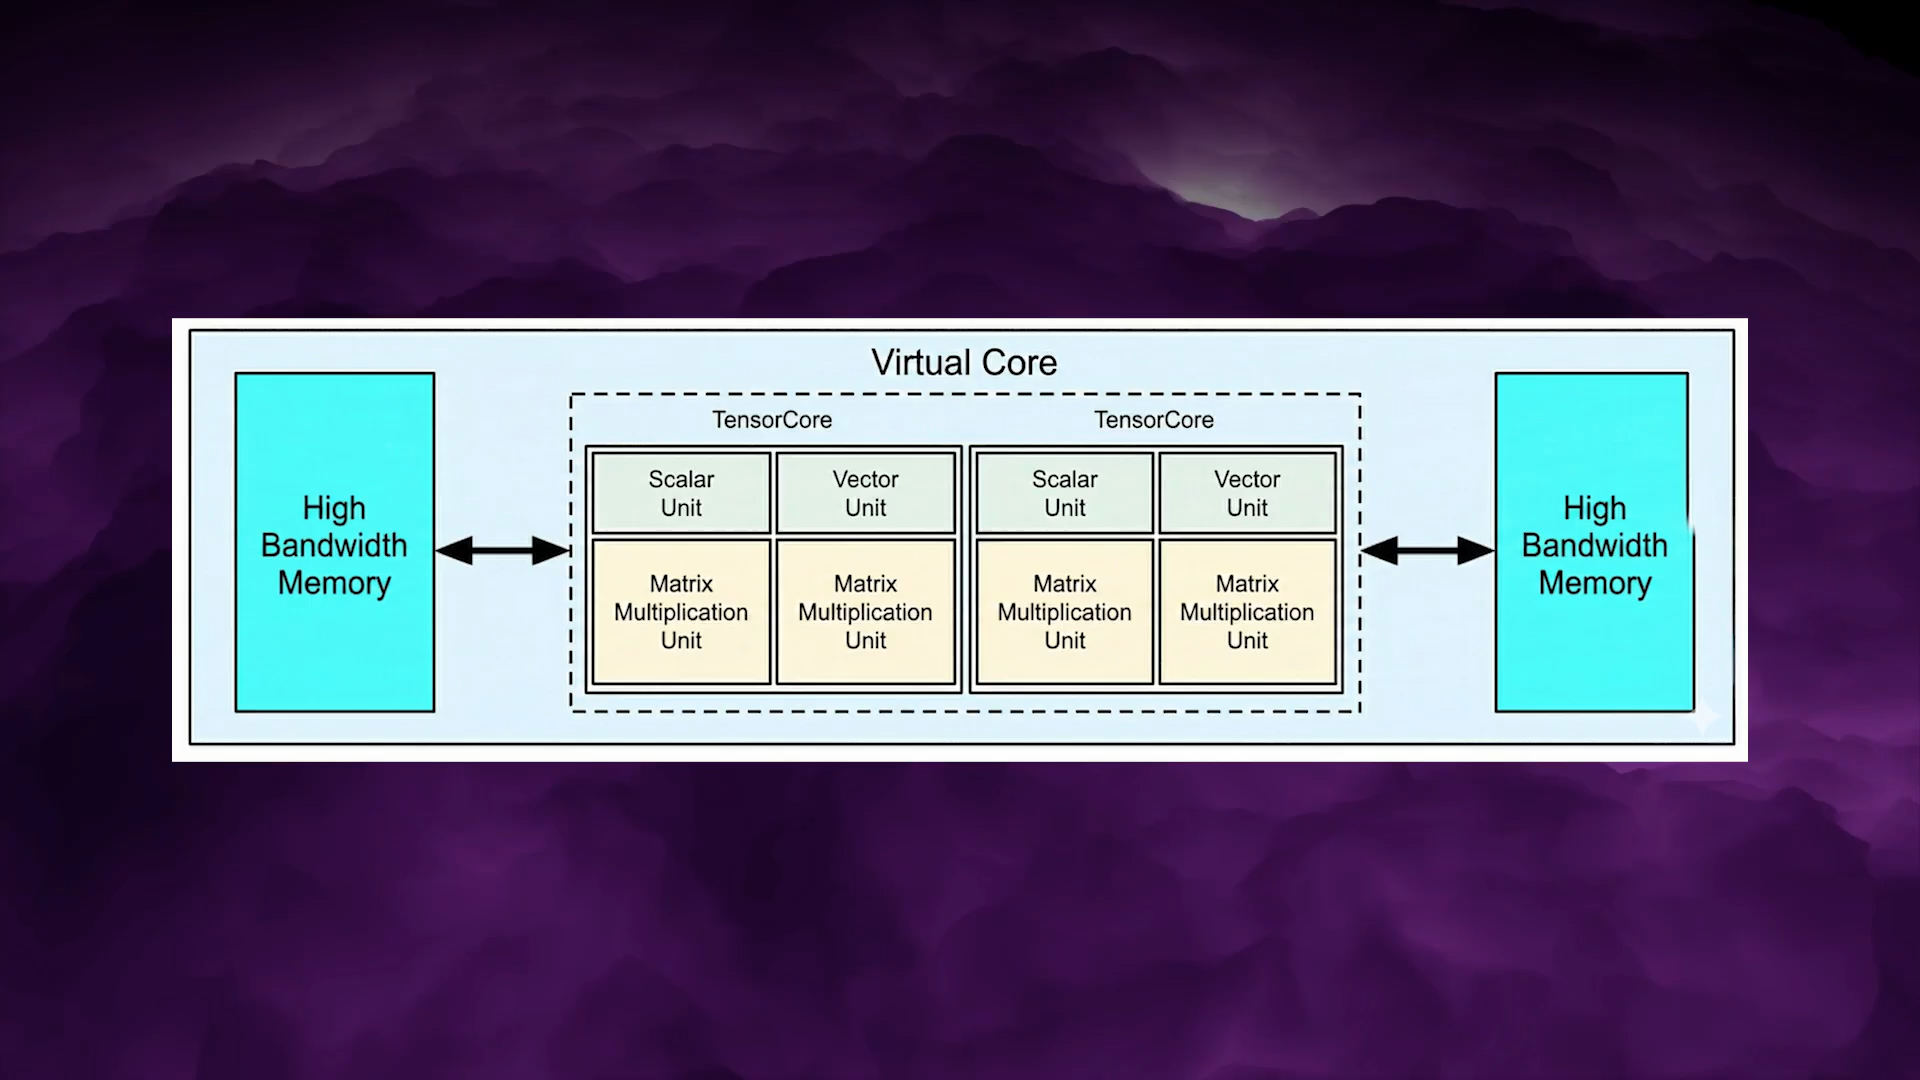 Virtual Core
High
Bandwidth
Memory
TensorCore
Scalar
Unit
Vector
Unit
Matrix
Multiplication
Unit
Matrix
Multiplication
Unit
TensorCore
Scalar
Unit
Vector
Unit
Matrix
Multiplication
Unit
Matrix
Multiplication
Unit
High
Bandwidth
Memory